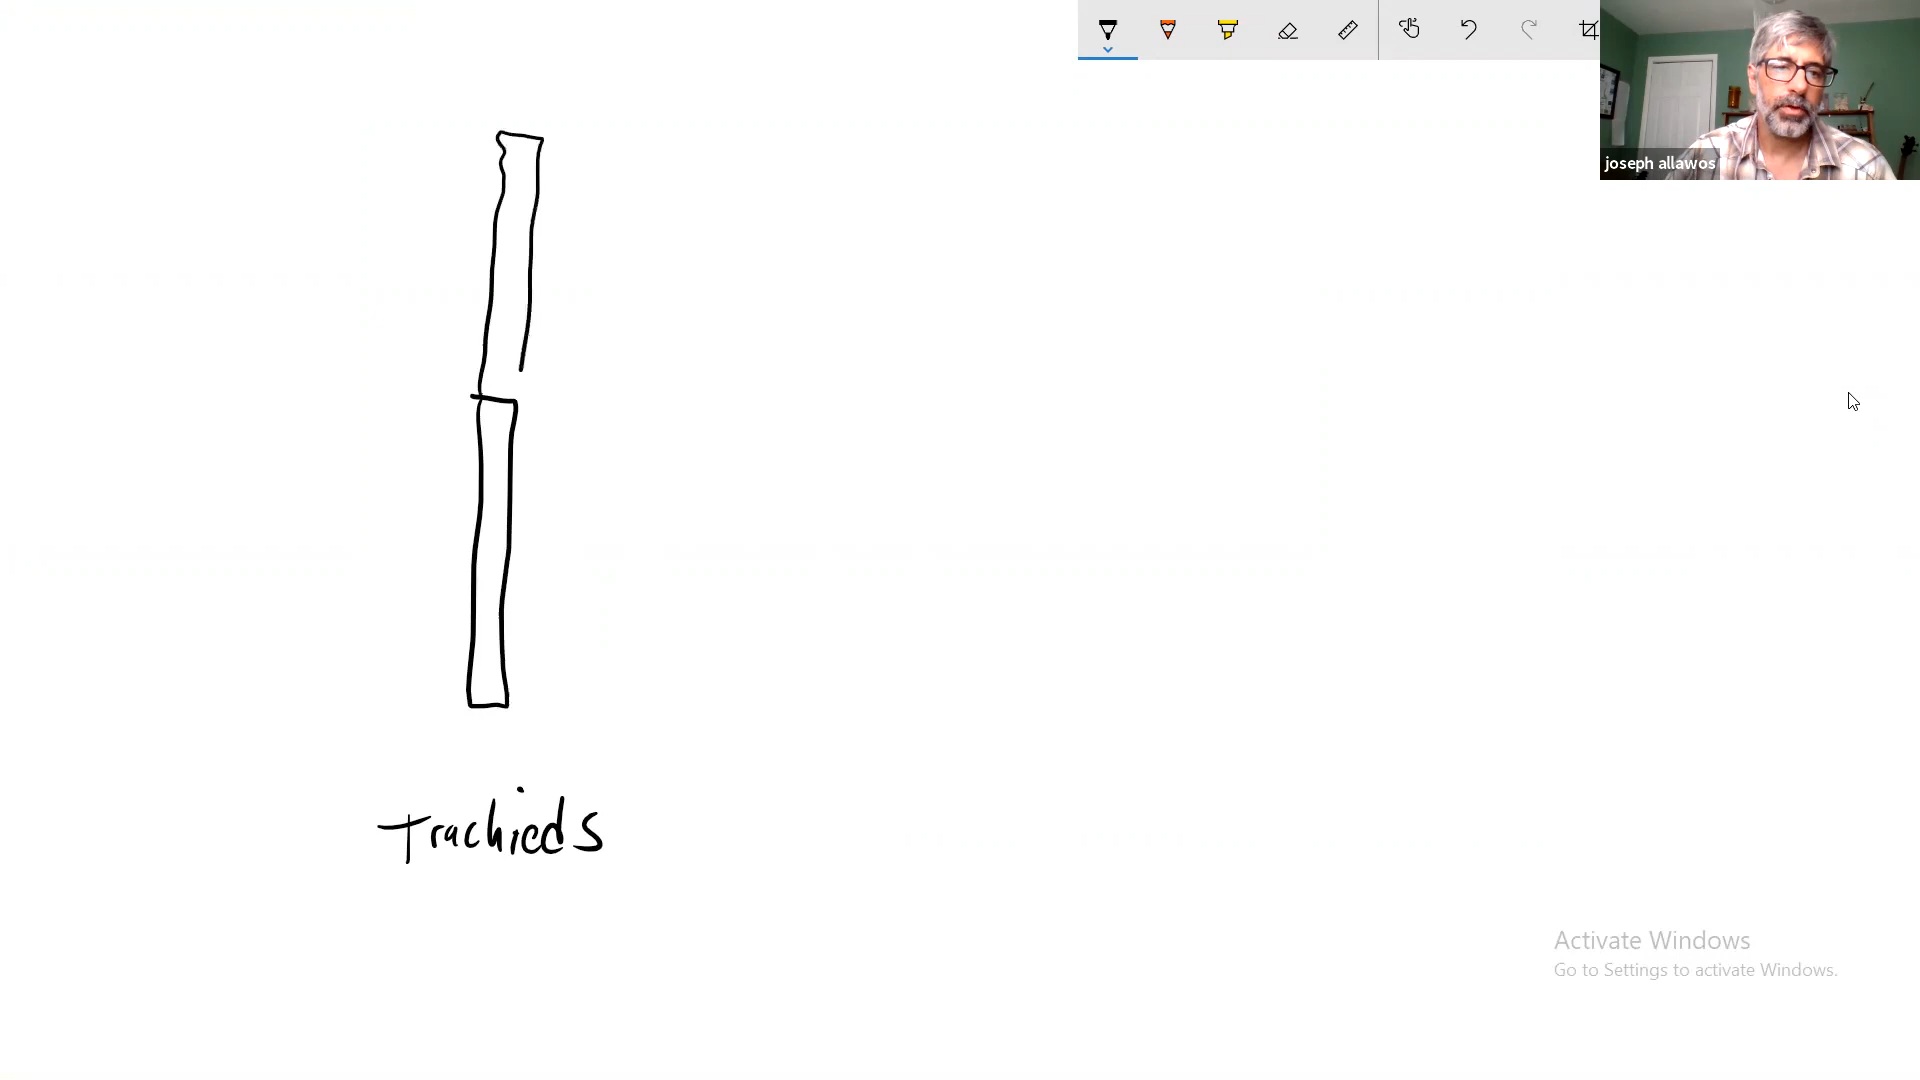 joseph allawos
Trachieds
Activate Windows
Go to Settings to activate Windows.